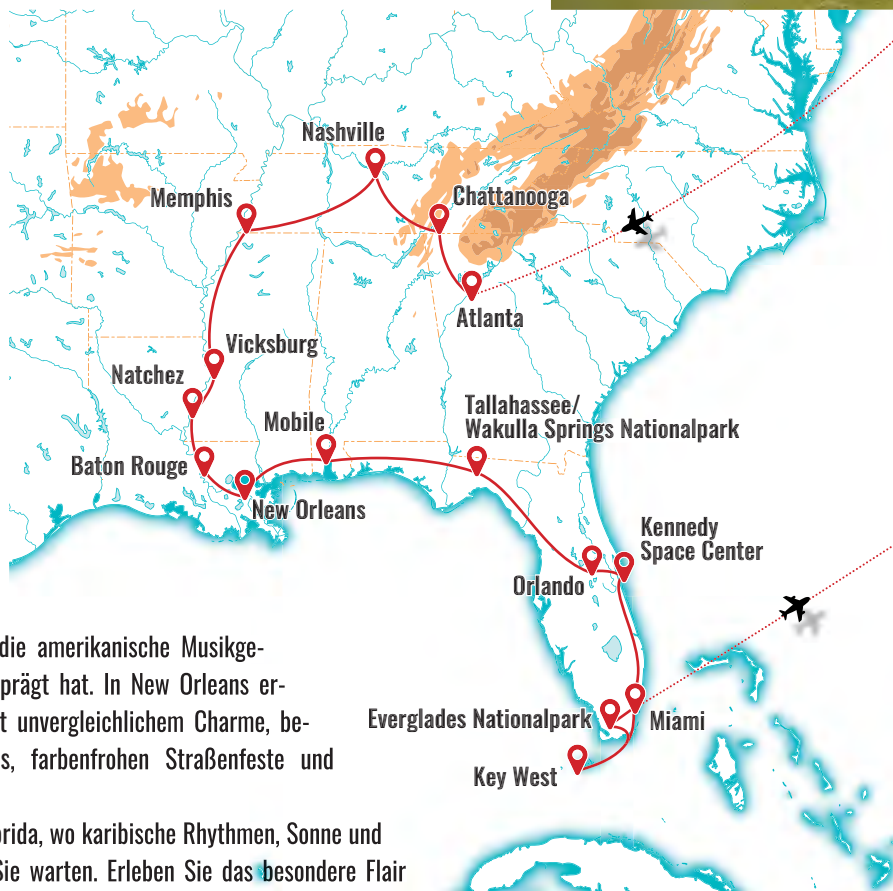 Nashville
Memphis
Chattanooga
Atlanta
Vicksburg
Natchez
Mobile
Tallahassee/
Wakulla Springs Nationalpark
Baton Rouge
New Orleans
Kennedy
Space Center
Orlando
Everglades Nationalpark
Miami
Key West
die amerikanische Musikge-
prägt hat. In New Orleans er-
t unvergleichlichem Charme, be-
s, farbenfrohen Straßenfeste und
orida, wo karibische Rhythmen, Sonne und
Sie warten. Erleben Sie das besondere Flair